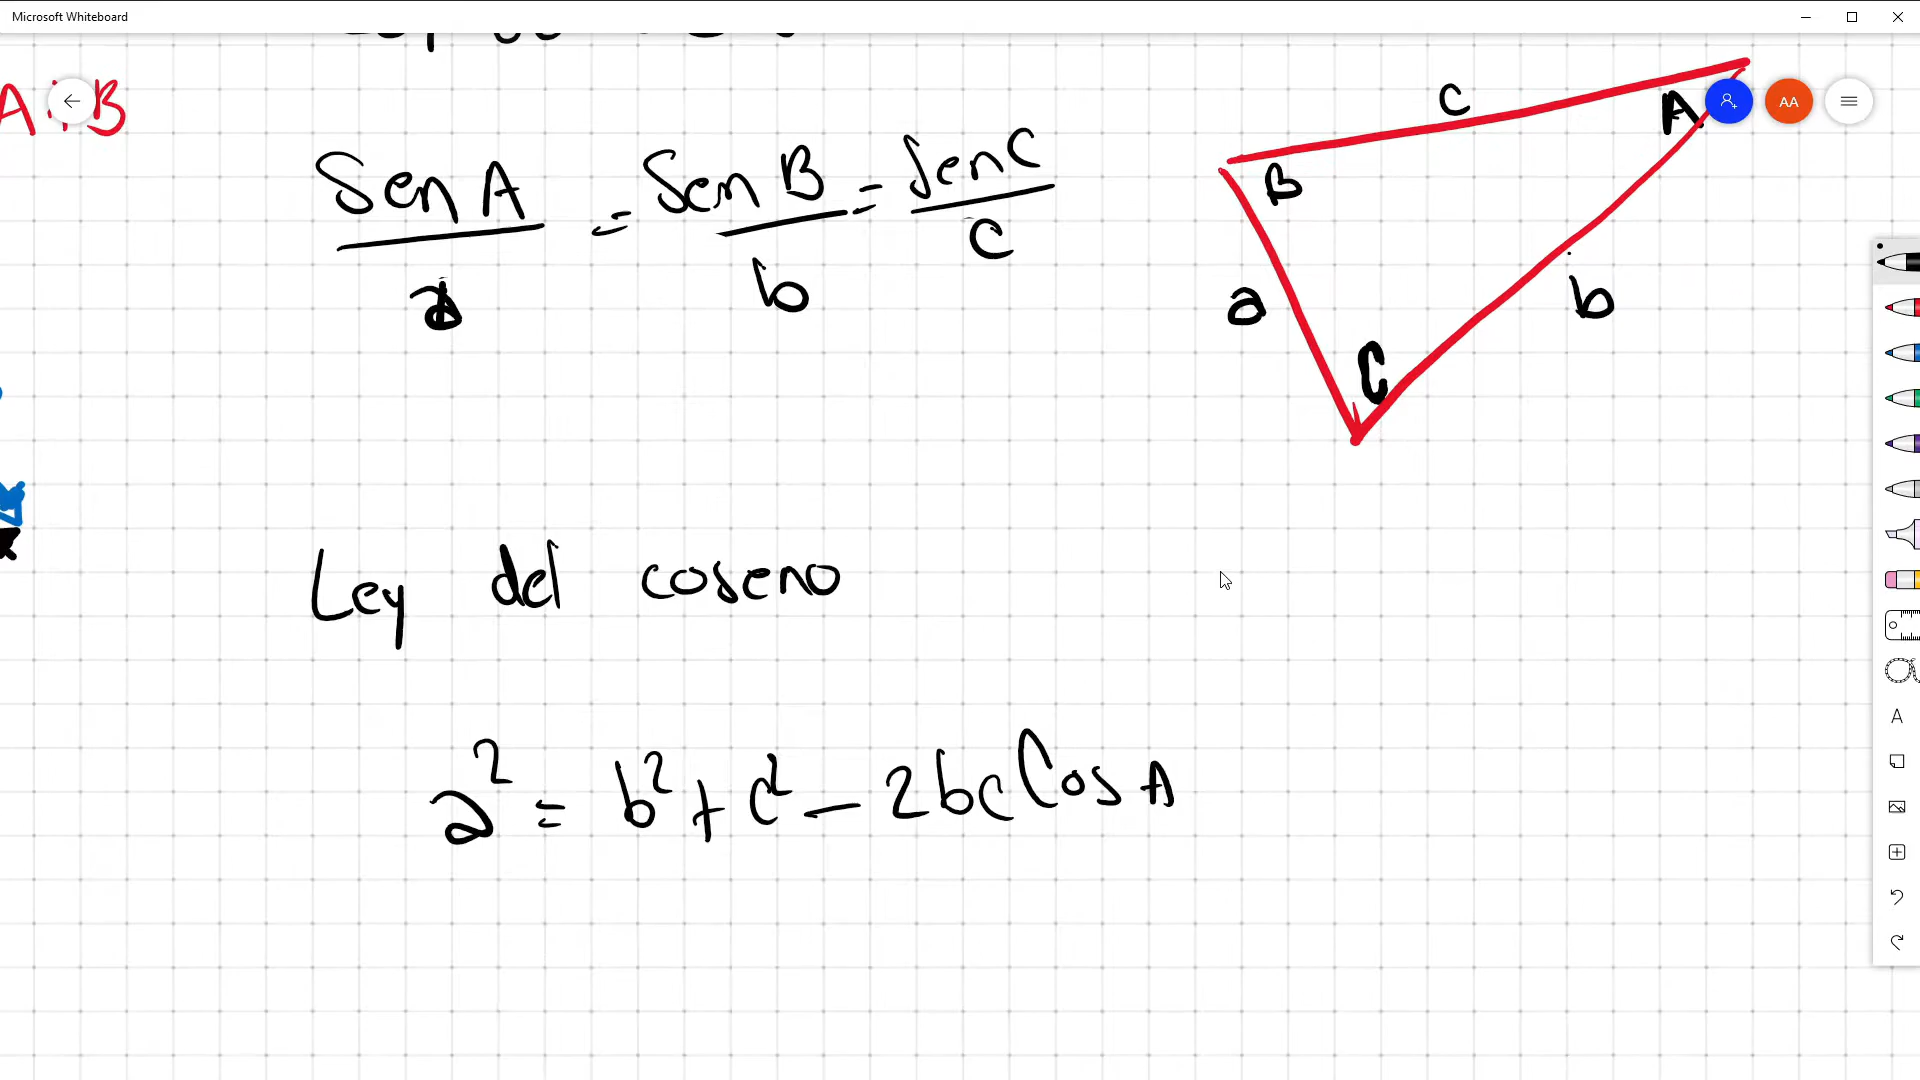 Microsoft Whiteboard
A+B
Sen A / a = Sen B / b = Sen C / c
c
A
B
a
b
C
AA
Ley del coseno
a² = b² + c² - 2bc Cos A
A